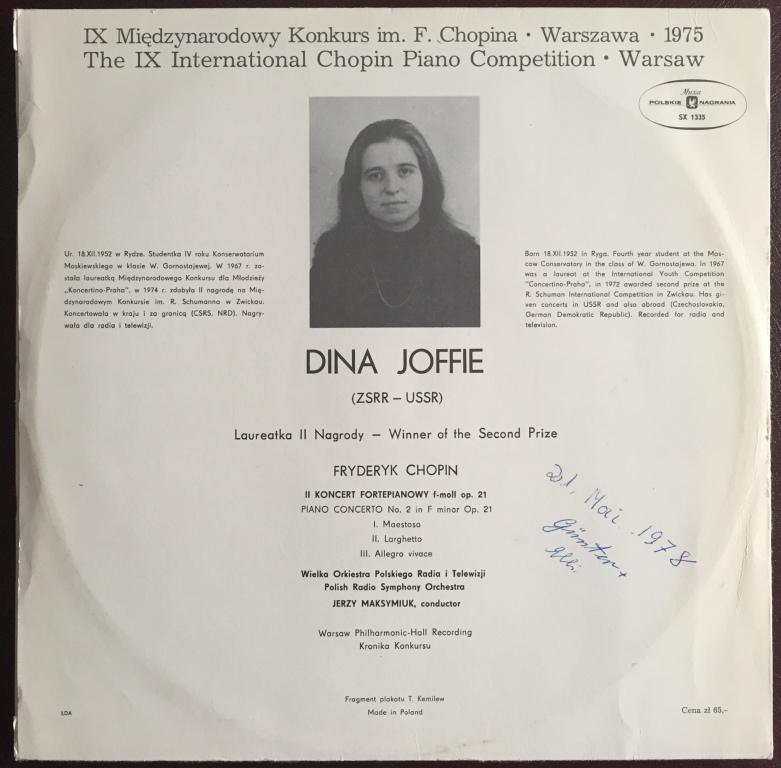 IX Międzynarodowy Konkurs im. F. Chopina • Warszawa • 1975
The IX International Chopin Piano Competition • Warsaw
Muza
POLSKIE NAGRANIA
SX 1335
Ur. 18.XII.1952 w Rydze. Studentka IV roku Konserwatorium
Moskiewskiego w klasie W. Gornostajewej. W 1967 r. zo-
stała laureatką Międzynarodowego Konkursu dla Młodzieży
„Koncertino-Praha", w 1974 r. zdobyła II nagrodę na Mię-
dzynarodowym Konkursie im. R. Schumanna w Zwickau.
Koncertowała w kraju i za granicą (CSRS, NRD). Nagry-
wała dla radia i telewizji.
Born 18.XII.1952 in Ryga. Fourth year student at the Mos-
cow Conservatory in the class of W. Gornostajewa. In 1967
was a laureat at the International Youth Competition
"Concertino-Praha", in 1972 awarded second prize at the
R. Schuman International Competition in Zwickau. Has gi-
ven concerts in USSR and also abroad (Czechoslovakia,
German Demokratic Republic). Recorded for radio and
television.
DINA JOFFIE
(ZSRR – USSR)
Laureatka II Nagrody – Winner of the Second Prize
FRYDERYK CHOPIN
II KONCERT FORTEPIANOWY f-moll op. 21
PIANO CONCERTO No. 2 in F minor Op. 21
I. Maestoso
II. Larghetto
III. Allegro vivace
Wielka Orkiestra Polskiego Radia i Telewizji
Polish Radio Symphony Orchestra
JERZY MAKSYMIUK, conductor
Warsaw Philharmonic-Hall Recording
Kronika Konkursu
21. Mai 1978
Günter +
Elli
Fragment plakatu T. Kemilew
Made in Poland
ŁDA
Cena zł 65,-